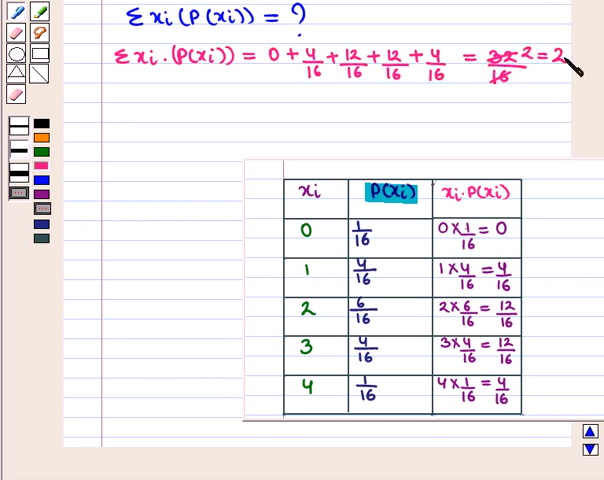 Σ xi (P(xi)) = ?
Σ xi . (P(xi)) = 0 + 4/16 + 12/16 + 12/16 + 4/16 = 32/16 2 = 2
xi P(xi) xi . P(xi)
0 1/16 0 × 1/16 = 0
1 4/16 1 × 4/16 = 4/16
2 6/16 2 × 6/16 = 12/16
3 4/16 3 × 4/16 = 12/16
4 1/16 4 × 1/16 = 4/16